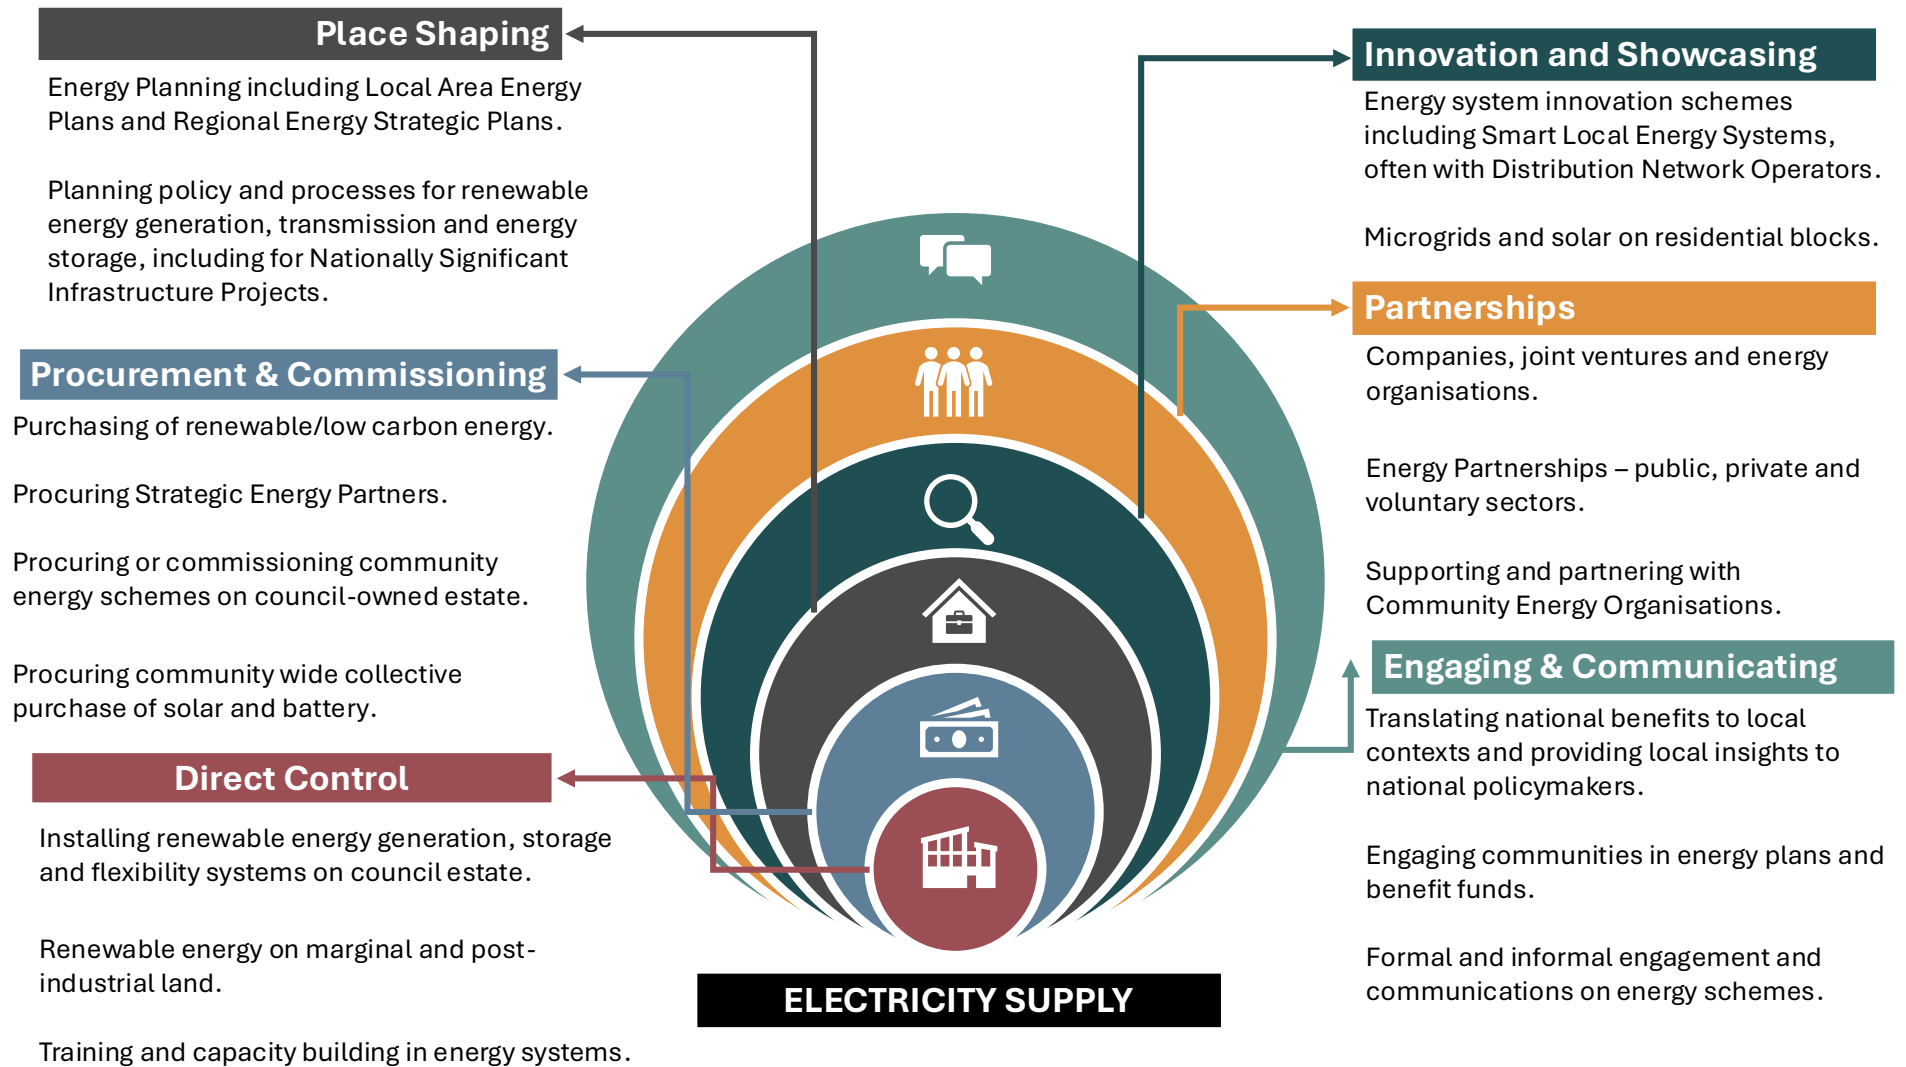 Place Shaping
Energy Planning including Local Area Energy
Plans and Regional Energy Strategic Plans.
Planning policy and processes for renewable
energy generation, transmission and energy
storage, including for Nationally Significant
Infrastructure Projects.
Procurement & Commissioning
Purchasing of renewable/low carbon energy.
Procuring Strategic Energy Partners.
Procuring or commissioning community
energy schemes on council-owned estate.
Procuring community wide collective
purchase of solar and battery.
Direct Control
Installing renewable energy generation, storage
and flexibility systems on council estate.
Renewable energy on marginal and post-
industrial land.
Training and capacity building in energy systems.
Innovation and Showcasing
Energy system innovation schemes
including Smart Local Energy Systems,
often with Distribution Network Operators.
Microgrids and solar on residential blocks.
Partnerships
Companies, joint ventures and energy
organisations.
Energy Partnerships – public, private and
voluntary sectors.
Supporting and partnering with
Community Energy Organisations.
Engaging & Communicating
Translating national benefits to local
contexts and providing local insights to
national policymakers.
Engaging communities in energy plans and
benefit funds.
Formal and informal engagement and
communications on energy schemes.
ELECTRICITY SUPPLY